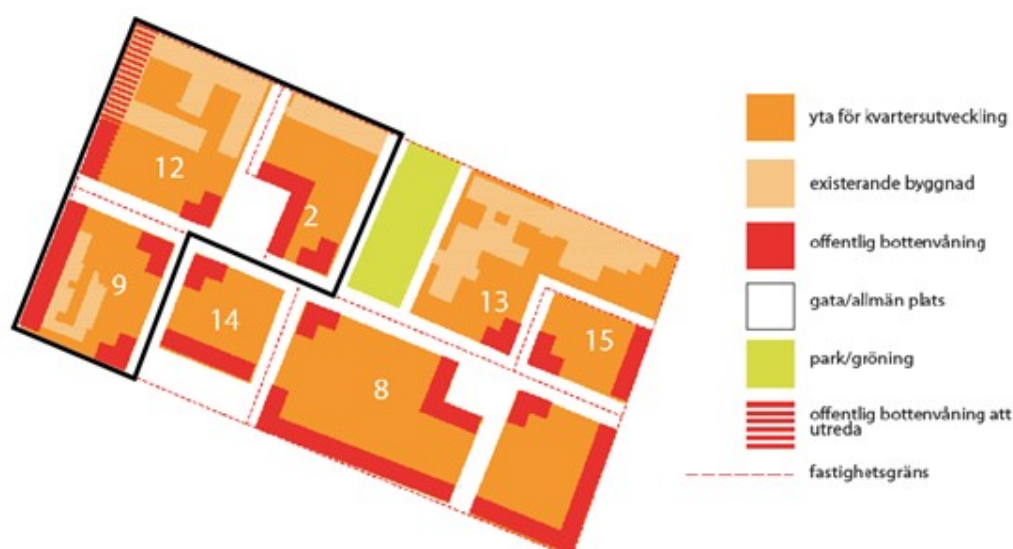 12
2
9
14
13
15
8
yta för kvartersutveckling
existerande byggnad
offentlig bottenvåning
gata/allmän plats
park/gröning
offentlig bottenvåning att
utreda
fastighetsgräns